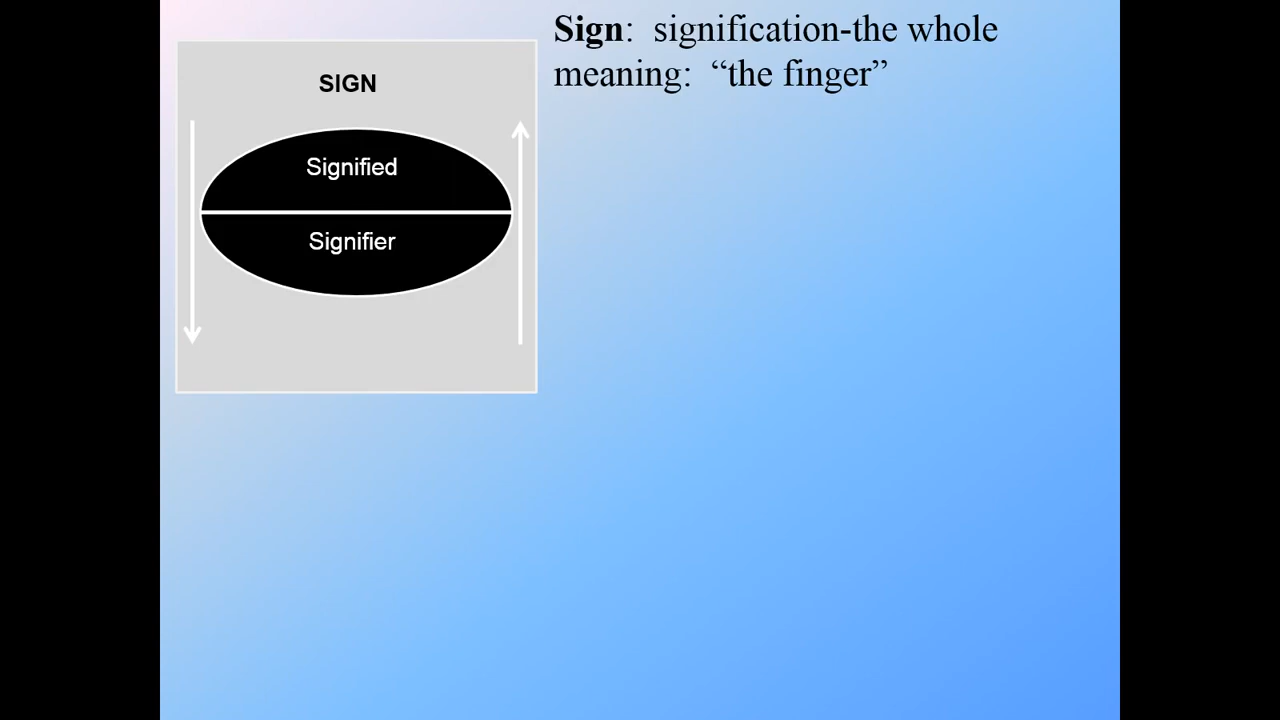 SIGN
Signified
Signifier
Sign: signification-the whole
meaning: “the finger”